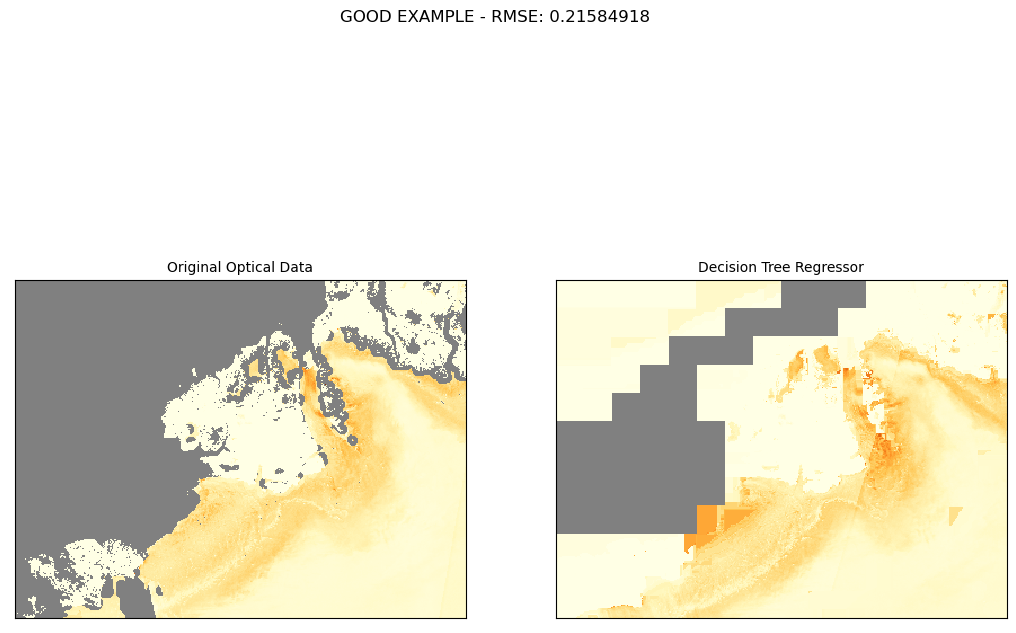 GOOD EXAMPLE - RMSE: 0.21584918
Original Optical Data
Decision Tree Regressor